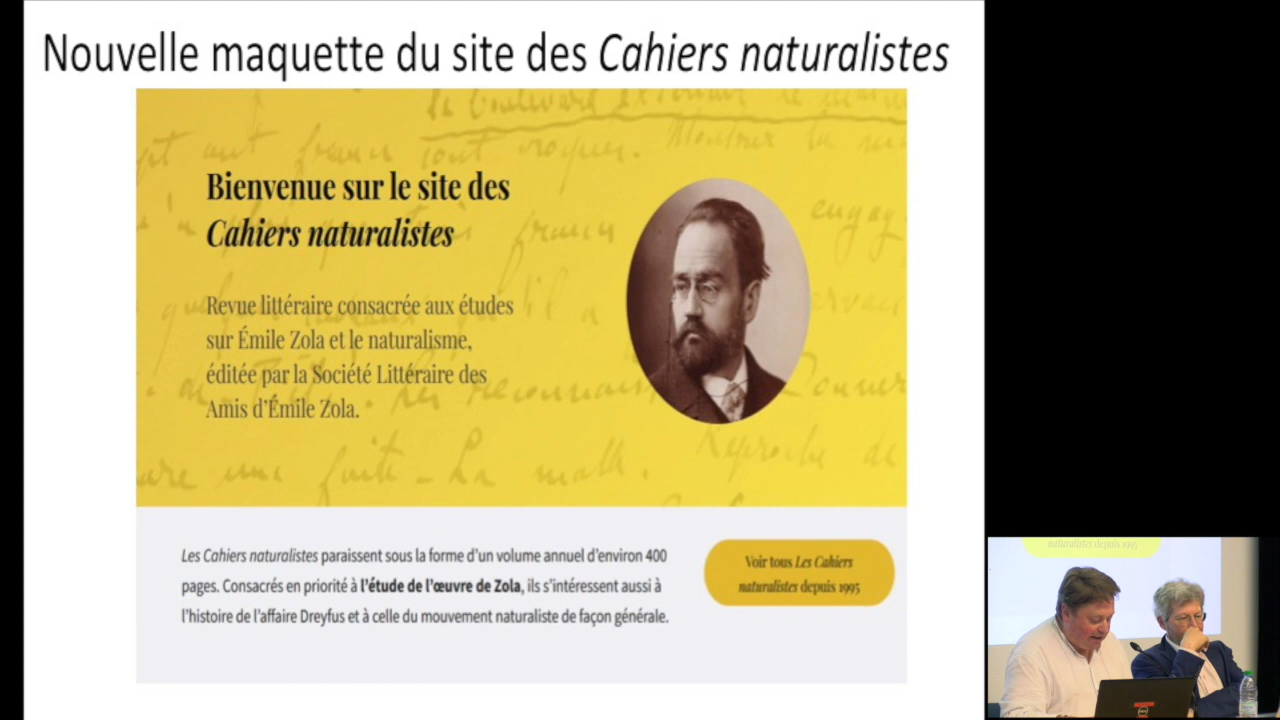 Nouvelle maquette du site des Cahiers naturalistes
Bienvenue sur le site des
Cahiers naturalistes
Revue littéraire consacrée aux études
sur Émile Zola et le naturalisme,
éditée par la Société Littéraire des
Amis d'Émile Zola.
Les Cahiers naturalistes paraissent sous la forme d'un volume annuel d'environ 400
pages. Consacrés en priorité à l'étude de l'œuvre de Zola, ils s'intéressent aussi à
l'histoire de l'affaire Dreyfus et à celle du mouvement naturaliste de façon générale.
Voir tous Les Cahiers
naturalistes depuis 1995
naturalistes depuis 1995